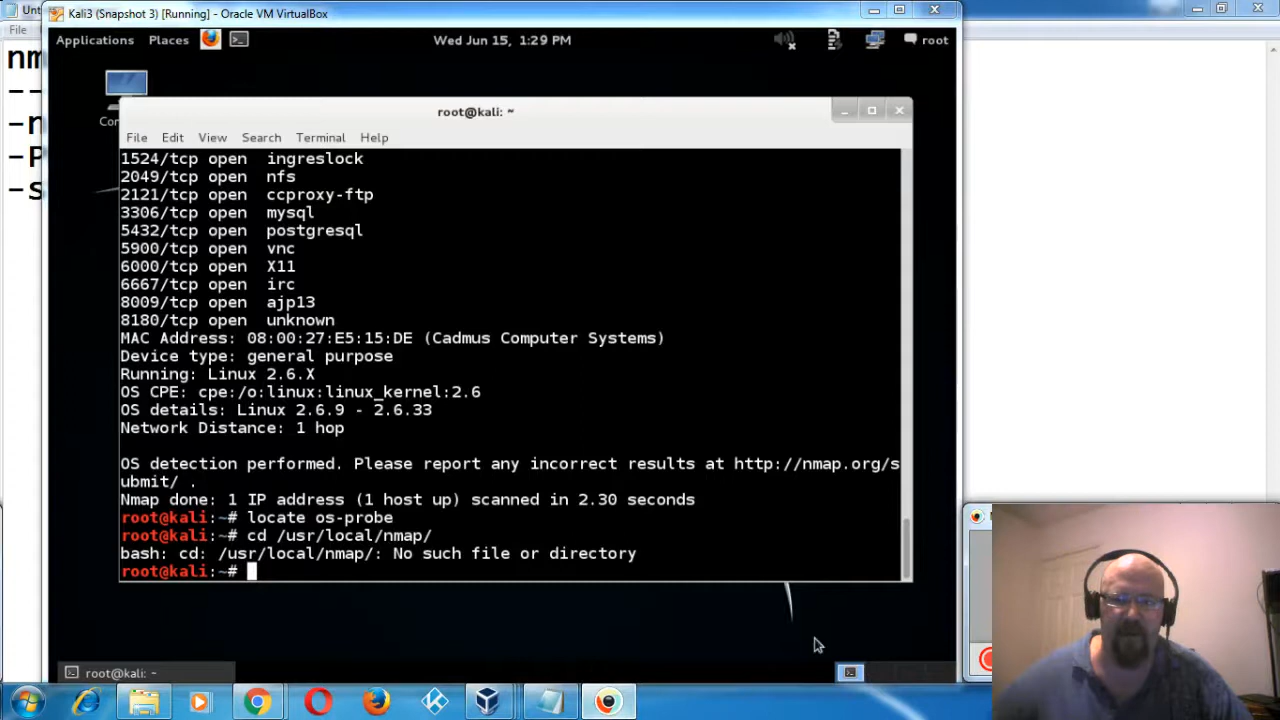 Unt
Kali3 (Snapshot 3) [Running] - Oracle VM VirtualBox
File
Applications Places
Wed Jun 15, 1:29 PM
root
nm
--
-n
-P
-s
Com
root@kali: ~
File Edit View Search Terminal Help
1524/tcp open  ingreslock
2049/tcp open  nfs
2121/tcp open  ccproxy-ftp
3306/tcp open  mysql
5432/tcp open  postgresql
5900/tcp open  vnc
6000/tcp open  X11
6667/tcp open  irc
8009/tcp open  ajp13
8180/tcp open  unknown
MAC Address: 08:00:27:E5:15:DE (Cadmus Computer Systems)
Device type: general purpose
Running: Linux 2.6.X
OS CPE: cpe:/o:linux:linux_kernel:2.6
OS details: Linux 2.6.9 - 2.6.33
Network Distance: 1 hop
OS detection performed. Please report any incorrect results at http://nmap.org/s
ubmit/ .
Nmap done: 1 IP address (1 host up) scanned in 2.30 seconds
root@kali:~# locate os-probe
root@kali:~# cd /usr/local/nmap/
bash: cd: /usr/local/nmap/: No such file or directory
root@kali:~#
root@kali: ~